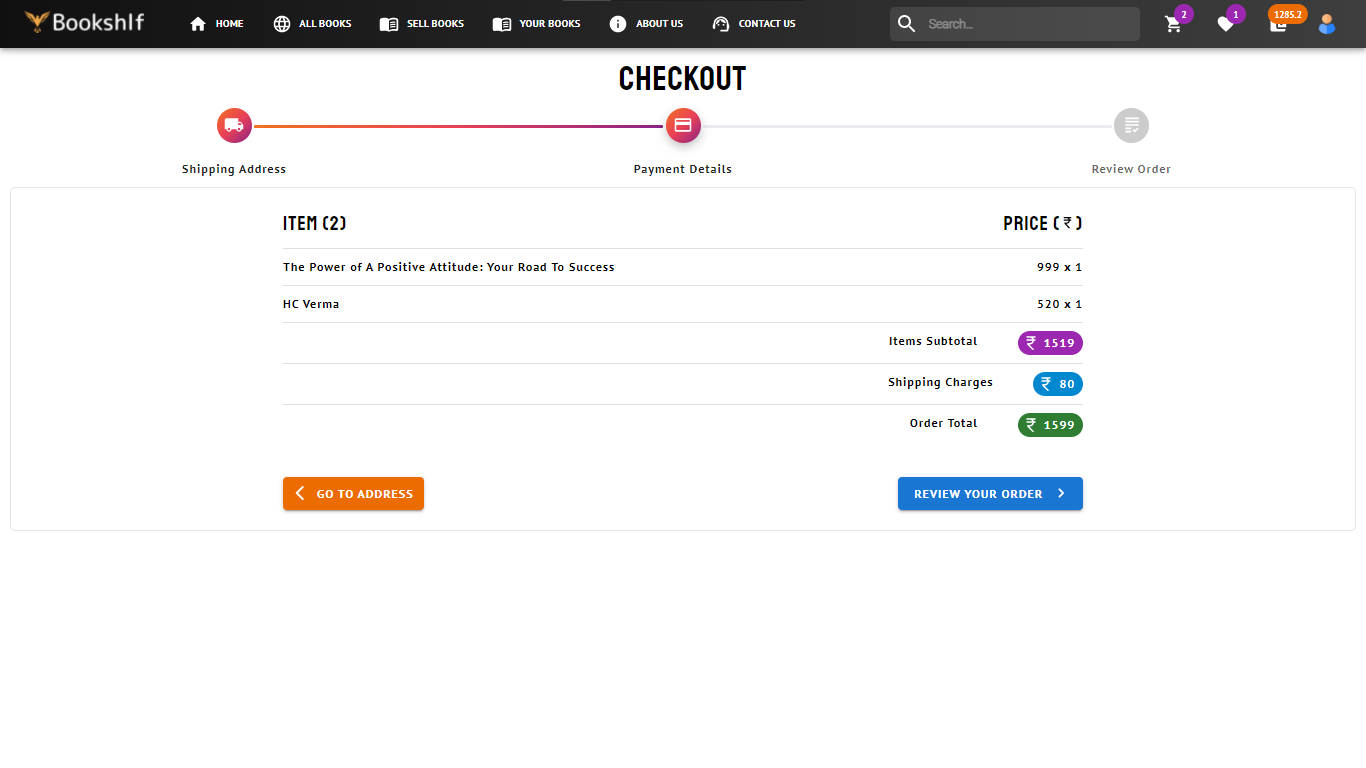 Bookshlf HOME ALL BOOKS SELL BOOKS YOUR BOOKS ABOUT US CONTACT US Search... 2 1 1285.2
CHECKOUT
Shipping Address Payment Details Review Order
ITEM (2) PRICE (₹)
The Power of A Positive Attitude: Your Road To Success 999 x 1
HC Verma 520 x 1
Items Subtotal ₹ 1519
Shipping Charges ₹ 80
Order Total ₹ 1599
GO TO ADDRESS REVIEW YOUR ORDER